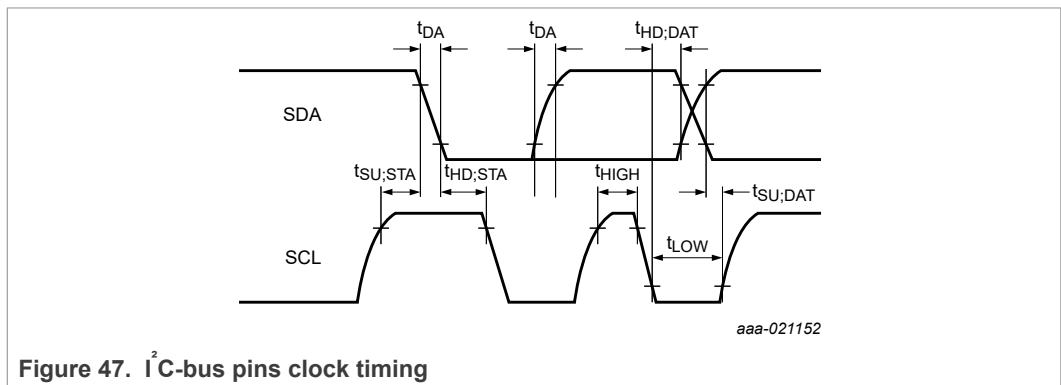 tDA tDA tHD;DAT
SDA
tSU;STA tHD;STA tHIGH tSU;DAT
SCL tLOW
aaa-021152
Figure 47. I²C-bus pins clock timing